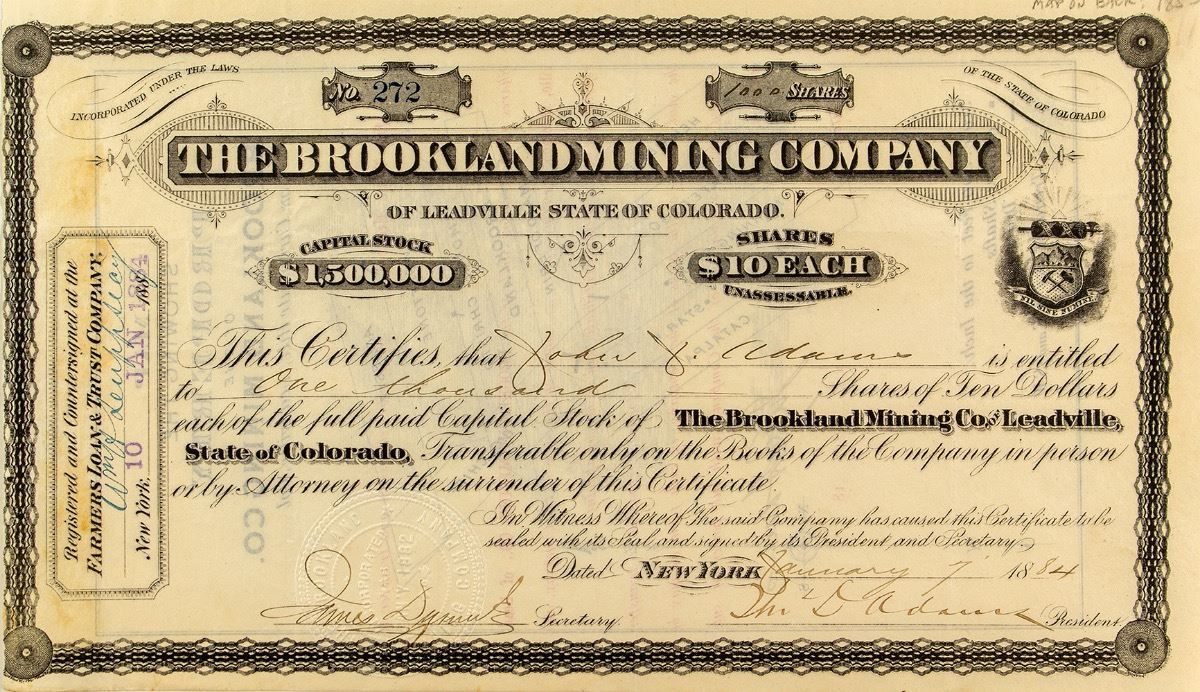 MAP ON BACK.
INCORPORATED UNDER THE LAWS
No. 272
1000 SHARES
OF THE STATE OF COLORADO
THE BROOKLAND MINING COMPANY
OF LEADVILLE STATE OF COLORADO.
CAPITAL STOCK
$1,500,000
SHARES
$10 EACH
UNASSESSABLE.
NIL SINE NUMINE
Registered and Countersigned at the
FARMERS LOAN & TRUST COMPANY,
New York. 10 JAN 1884 188
This Certifies, that John J. Adams is entitled
to One thousand Shares of Ten Dollars
each of the full paid Capital Stock of The Brookland Mining Co. of Leadville,
State of Colorado, Transferable only on the Books of the Company in person
or by Attorney on the surrender of this Certificate.
In Witness Whereof The said Company has caused this Certificate to be
sealed with its Seal and signed by its President and Secretary.
Dated NEW YORK January 7 1884
James Secretary. Adams President.
1882